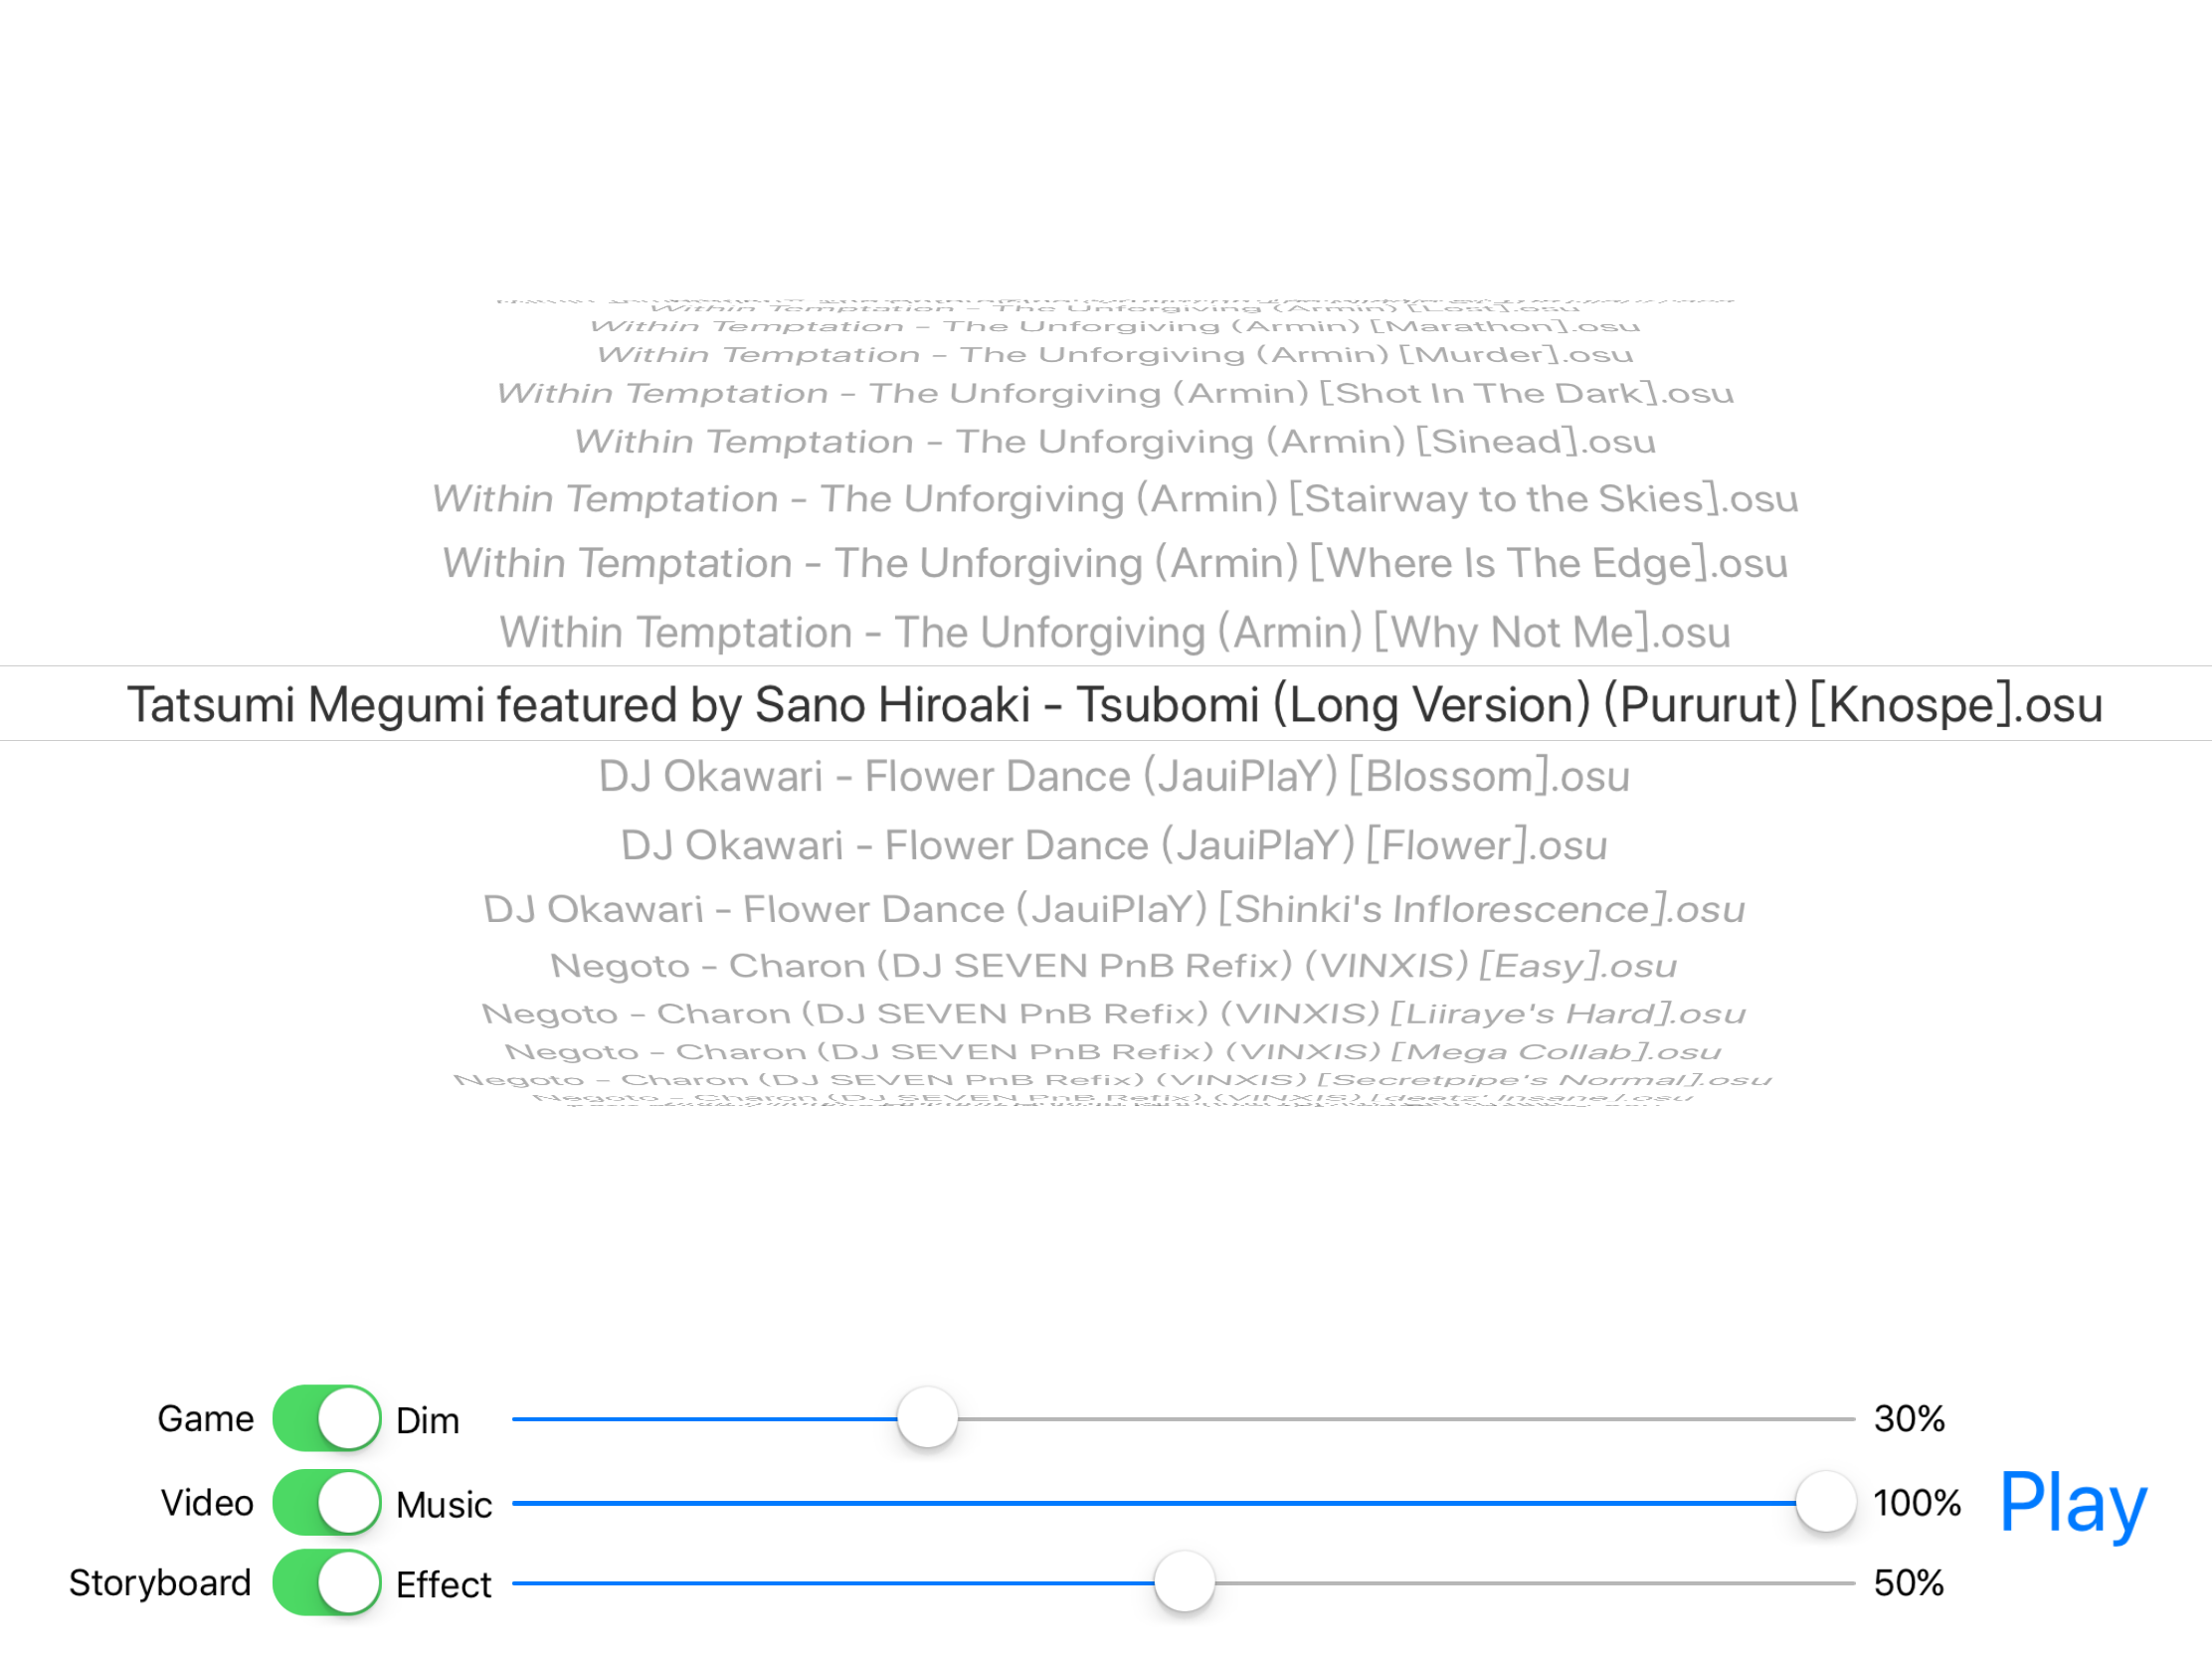 Within Temptation - The Unforgiving (Armin) [Lost].osu
Within Temptation - The Unforgiving (Armin) [Marathon].osu
Within Temptation - The Unforgiving (Armin) [Murder].osu
Within Temptation - The Unforgiving (Armin) [Shot In The Dark].osu
Within Temptation - The Unforgiving (Armin) [Sinead].osu
Within Temptation - The Unforgiving (Armin) [Stairway to the Skies].osu
Within Temptation - The Unforgiving (Armin) [Where Is The Edge].osu
Within Temptation - The Unforgiving (Armin) [Why Not Me].osu
Tatsumi Megumi featured by Sano Hiroaki - Tsubomi (Long Version) (Pururut) [Knospe].osu
DJ Okawari - Flower Dance (JauiPlaY) [Blossom].osu
DJ Okawari - Flower Dance (JauiPlaY) [Flower].osu
DJ Okawari - Flower Dance (JauiPlaY) [Shinki's Inflorescence].osu
Negoto - Charon (DJ SEVEN PnB Refix) (VINXIS) [Easy].osu
Negoto - Charon (DJ SEVEN PnB Refix) (VINXIS) [Liiraye's Hard].osu
Negoto - Charon (DJ SEVEN PnB Refix) (VINXIS) [Mega Collab].osu
Negoto - Charon (DJ SEVEN PnB Refix) (VINXIS) [Secretpipe's Normal].osu
Negoto - Charon (DJ SEVEN PnB Refix) (VINXIS) [deetz' Insane].osu
Game Dim 30%
Video Music 100% Play
Storyboard Effect 50%